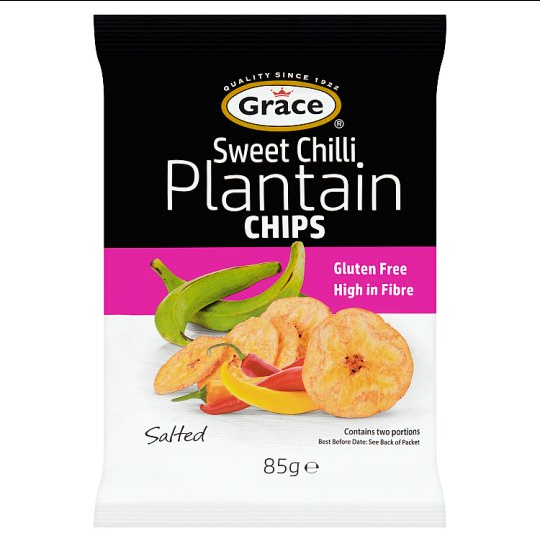 QUALITY SINCE 1922
Grace®
Sweet Chilli
Plantain
CHIPS
Gluten Free
High in Fibre
Salted
Contains two portions
Best Before Date: See Back of Packet
85g ℮